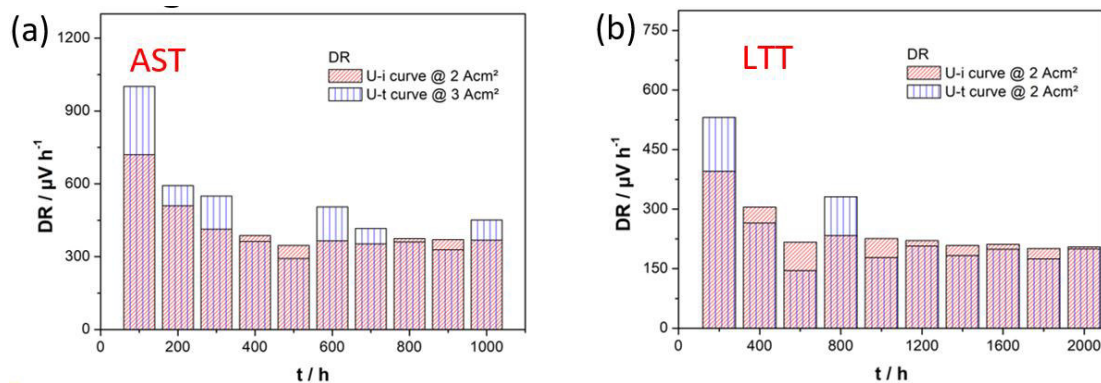 (a)
AST
DR
U-i curve @ 2 Acm²
U-t curve @ 3 Acm²
1200
900
600
300
0
DR / µV h⁻¹
0 200 400 600 800 1000
t / h
(b)
LTT
DR
U-i curve @ 2 Acm²
U-t curve @ 2 Acm²
750
600
450
300
150
0
DR / µV h⁻¹
0 400 800 1200 1600 2000
t / h